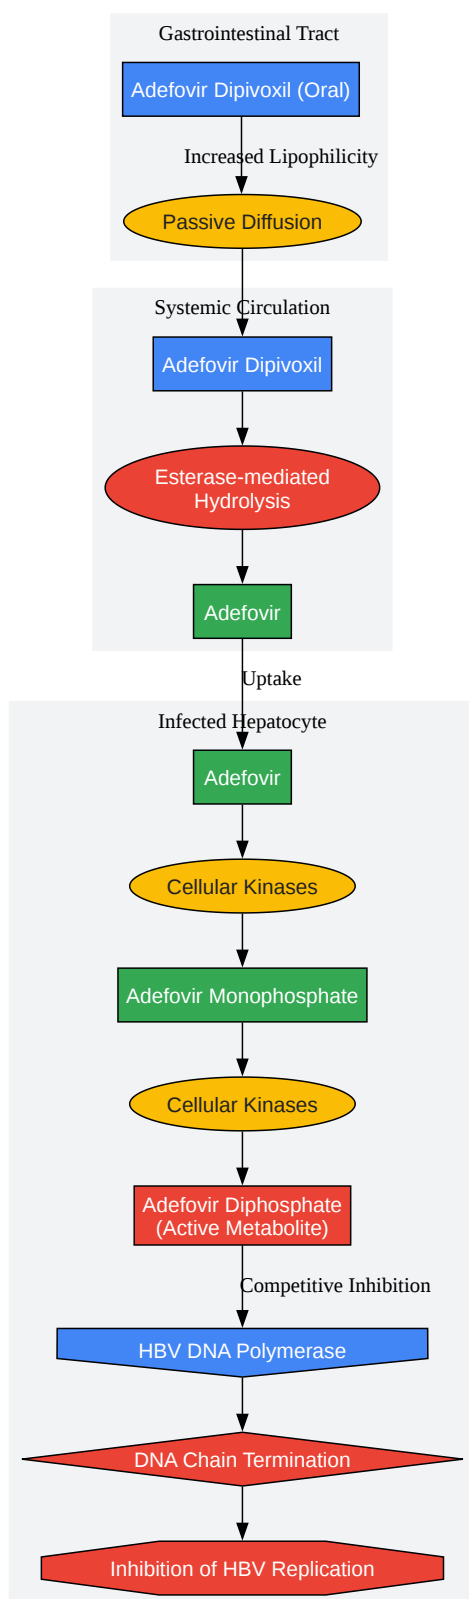 Gastrointestinal Tract
Adefovir Dipivoxil (Oral)
Increased Lipophilicity
Passive Diffusion
Systemic Circulation
Adefovir Dipivoxil
Esterase-mediated
Hydrolysis
Adefovir
Uptake
Infected Hepatocyte
Adefovir
Cellular Kinases
Adefovir Monophosphate
Cellular Kinases
Adefovir Diphosphate
(Active Metabolite)
Competitive Inhibition
HBV DNA Polymerase
DNA Chain Termination
Inhibition of HBV Replication